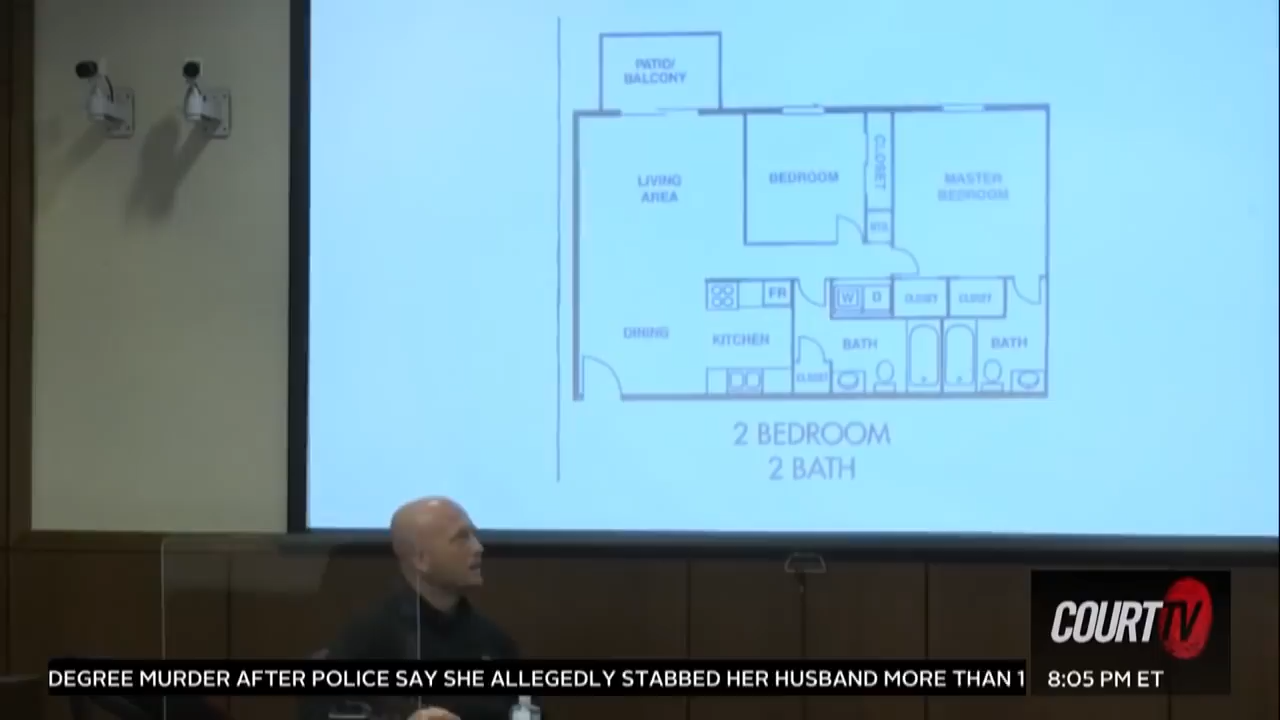 PATIO/
BALCONY
LIVING
AREA
BEDROOM
CLOSET
MASTER
BEDROOM
FR
W D
CLOSET
CLOSET
DINING
KITCHEN
BATH
BATH
CLOSET
2 BEDROOM
2 BATH
COURT TV
DEGREE MURDER AFTER POLICE SAY SHE ALLEGEDLY STABBED HER HUSBAND MORE THAN 1
8:05 PM ET